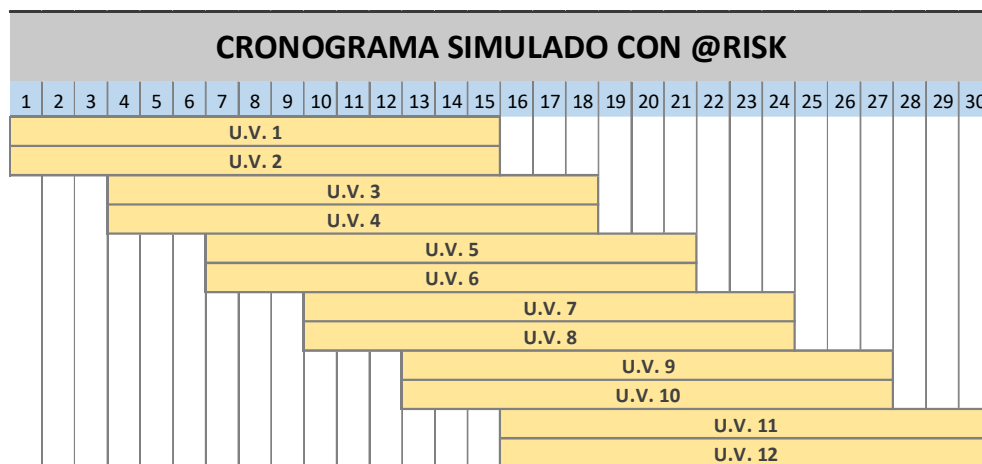 CRONOGRAMA SIMULADO CON @RISK
1 2 3 4 5 6 7 8 9 10 11 12 13 14 15 16 17 18 19 20 21 22 23 24 25 26 27 28 29 30
U.V. 1
U.V. 2
U.V. 3
U.V. 4
U.V. 5
U.V. 6
U.V. 7
U.V. 8
U.V. 9
U.V. 10
U.V. 11
U.V. 12